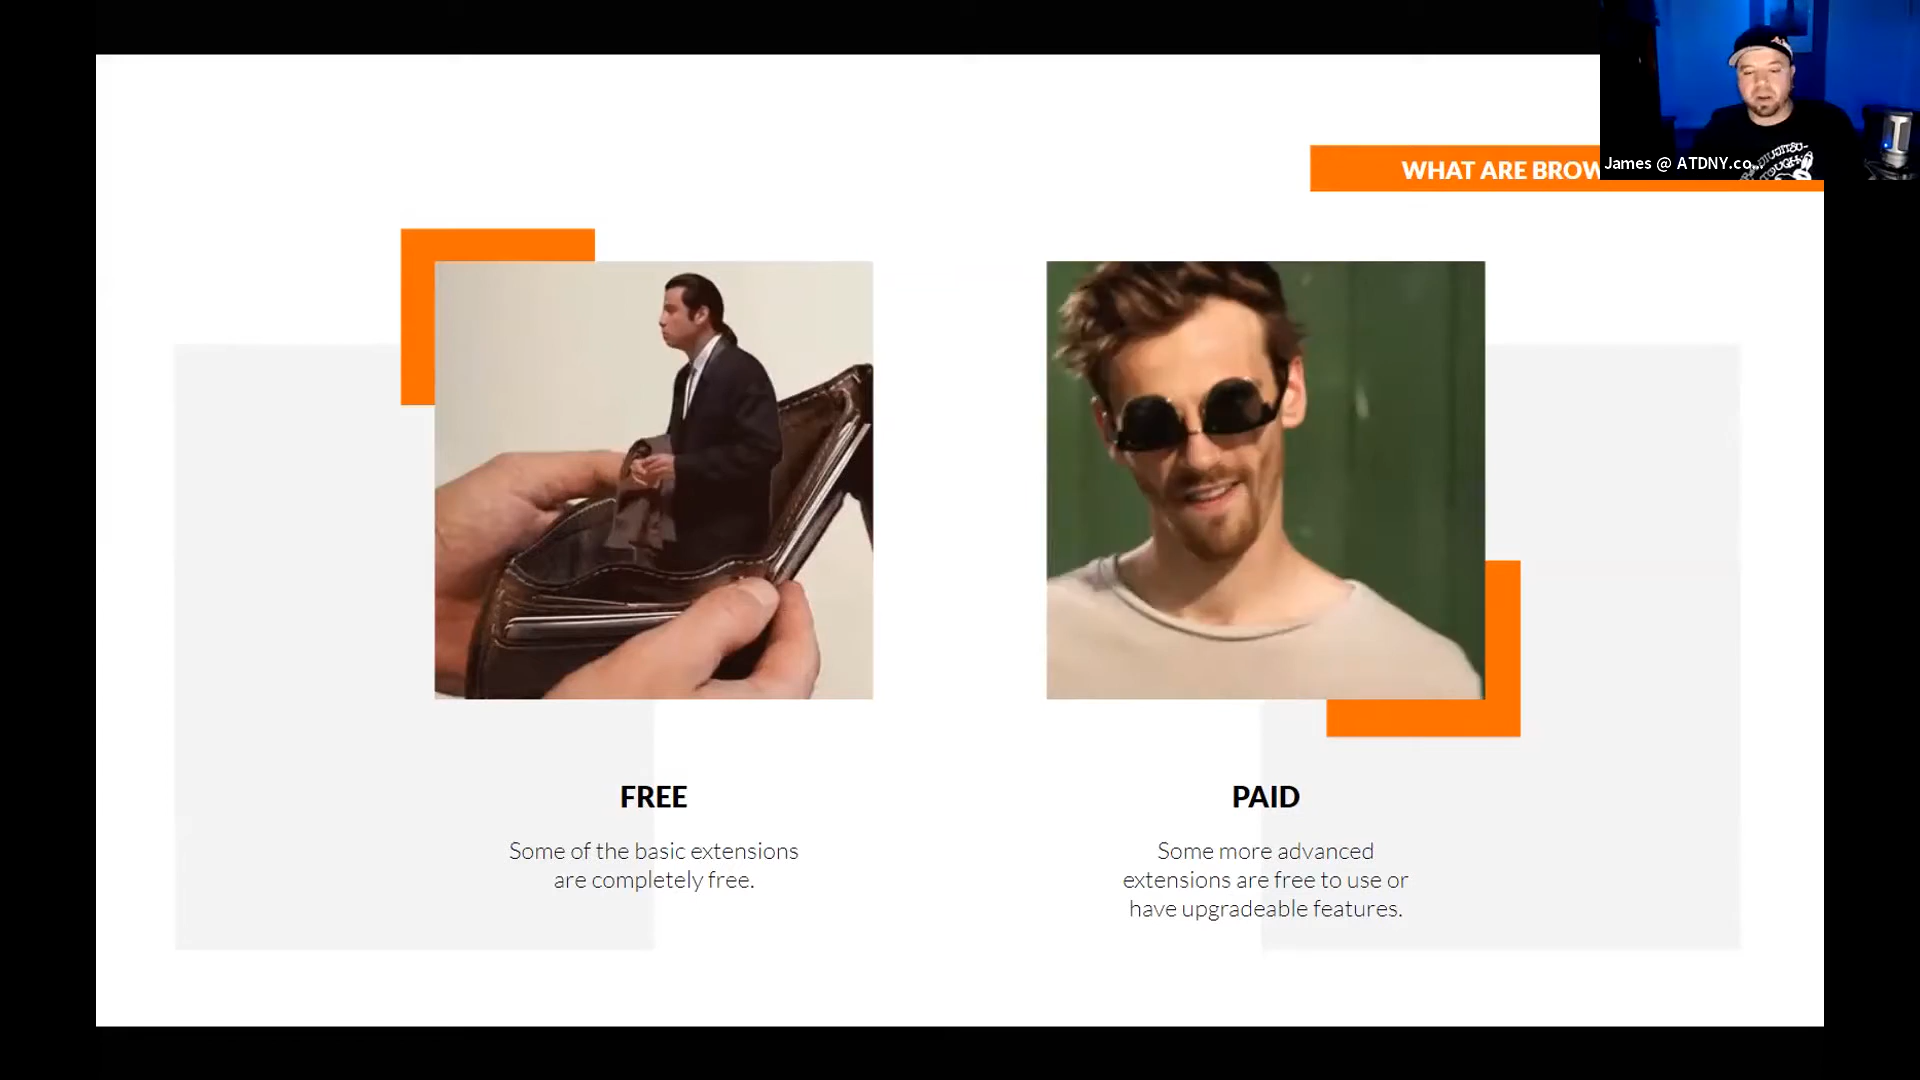 WHAT ARE BROW
James @ ATDNY.co...
FREE
Some of the basic extensions
are completely free.
PAID
Some more advanced
extensions are free to use or
have upgradeable features.